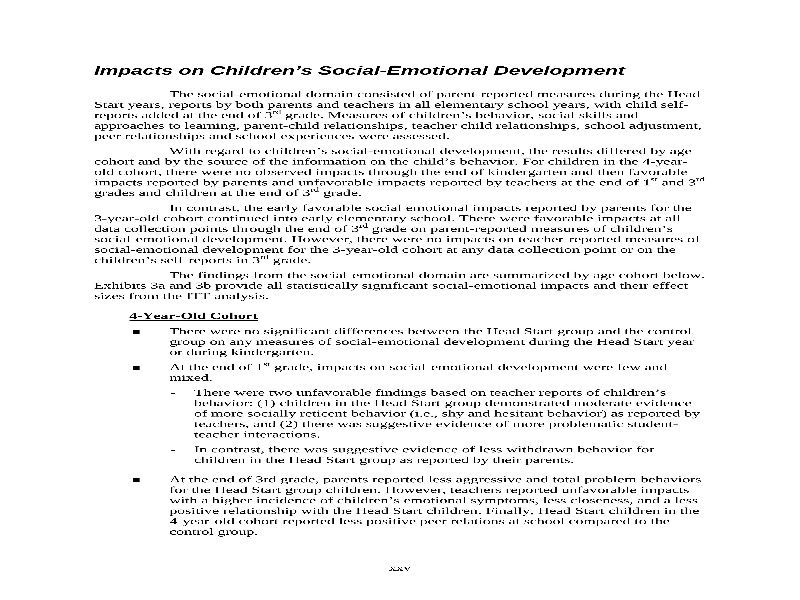 Impacts on Children's Social-Emotional Development
The social-emotional domain consisted of parent-reported measures during the Head
Start years, reports by both parents and teachers in all elementary school years, with child self-
reports added at the end of 3rd grade. Measures of children's behavior, social skills and
approaches to learning, parent-child relationships, teacher child relationships, school adjustment,
peer relationships and school experiences were assessed.
With regard to children's social-emotional development, the results differed by age
cohort and by the source of the information on the child's behavior. For children in the 4-year-
old cohort, there were no observed impacts through the end of kindergarten and then favorable
impacts reported by parents and unfavorable impacts reported by teachers at the end of 1st and 3rd
grades and children at the end of 3rd grade.
In contrast, the early favorable social emotional impacts reported by parents for the
3-year-old cohort continued into early elementary school. There were favorable impacts at all
data collection points through the end of 3rd grade on parent-reported measures of children's
social-emotional development. However, there were no impacts on teacher-reported measures of
social-emotional development for the 3-year-old cohort at any data collection point or on the
children's self-reports in 3rd grade.
The findings from the social-emotional domain are summarized by age cohort below.
Exhibits 3a and 3b provide all statistically significant social-emotional impacts and their effect
sizes from the ITT analysis.
4-Year-Old Cohort
■ There were no significant differences between the Head Start group and the control
group on any measures of social-emotional development during the Head Start year
or during kindergarten.
■ At the end of 1st grade, impacts on social-emotional development were few and
mixed.
- There were two unfavorable findings based on teacher reports of children's
behavior: (1) children in the Head Start group demonstrated moderate evidence
of more socially reticent behavior (i.e., shy and hesitant behavior) as reported by
teachers, and (2) there was suggestive evidence of more problematic student-
teacher interactions.
- In contrast, there was suggestive evidence of less withdrawn behavior for
children in the Head Start group as reported by their parents.
■ At the end of 3rd grade, parents reported less aggressive and total problem behaviors
for the Head Start group children. However, teachers reported unfavorable impacts
with a higher incidence of children's emotional symptoms, less closeness, and a less
positive relationship with the Head Start children. Finally, Head Start children in the
4-year-old cohort reported less positive peer relations at school compared to the
control group.
xxv